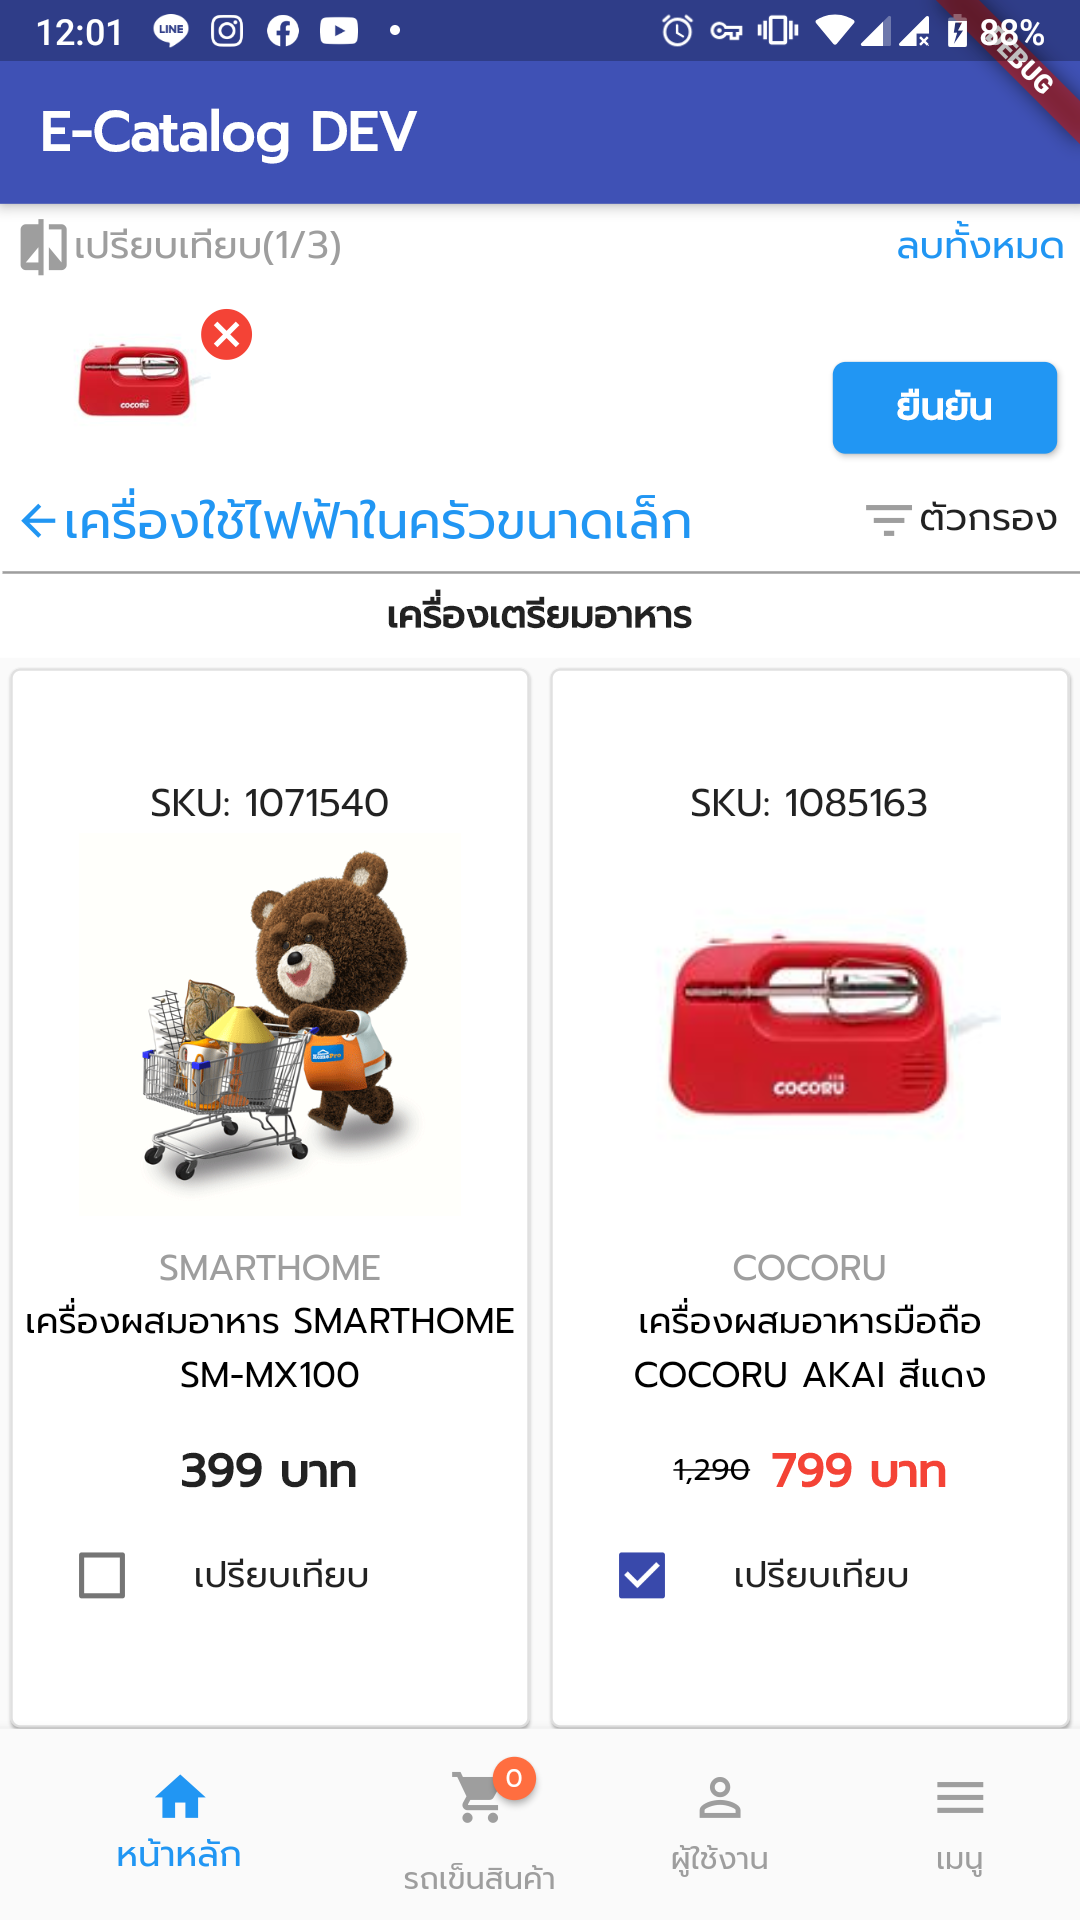 12:01
LINE
88%
DEBUG
E-Catalog DEV
เปรียบเทียบ(1/3)
ลบทั้งหมด
COCORU
ยืนยัน
เครื่องใช้ไฟฟ้าในครัวขนาดเล็ก
ตัวกรอง
เครื่องเตรียมอาหาร
SKU: 1071540
SKU: 1085163
HomePro
COCORU
SMARTHOME
COCORU
เครื่องผสมอาหาร SMARTHOME
SM-MX100
เครื่องผสมอาหารมือถือ
COCORU AKAI สีแดง
399 บาท
1,290 799 บาท
เปรียบเทียบ
เปรียบเทียบ
0
หน้าหลัก
รถเข็นสินค้า
ผู้ใช้งาน
เมนู